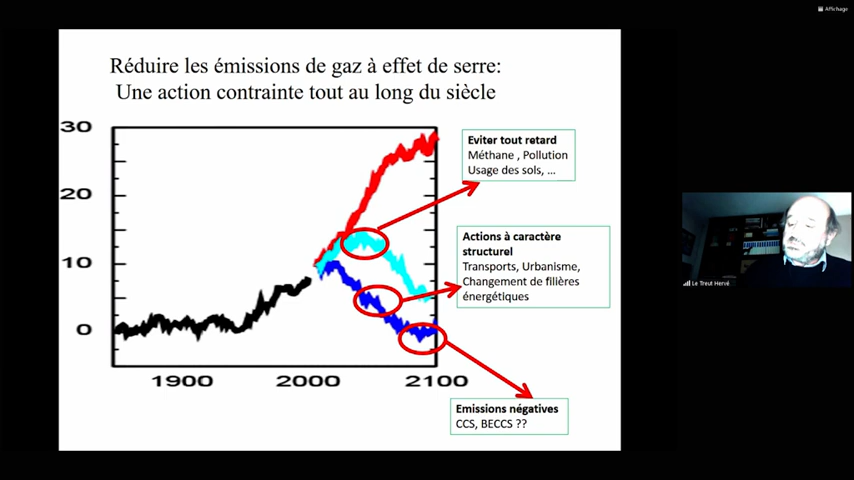 Affichage
Réduire les émissions de gaz à effet de serre:
Une action contrainte tout au long du siècle
30
20
10
0
1900
2000
2100
Eviter tout retard
Méthane , Pollution
Usage des sols, ...
Actions à caractère
structurel
Transports, Urbanisme,
Changement de filières
énergétiques
Emissions négatives
CCS, BECCS ??
Le Treut Hervé